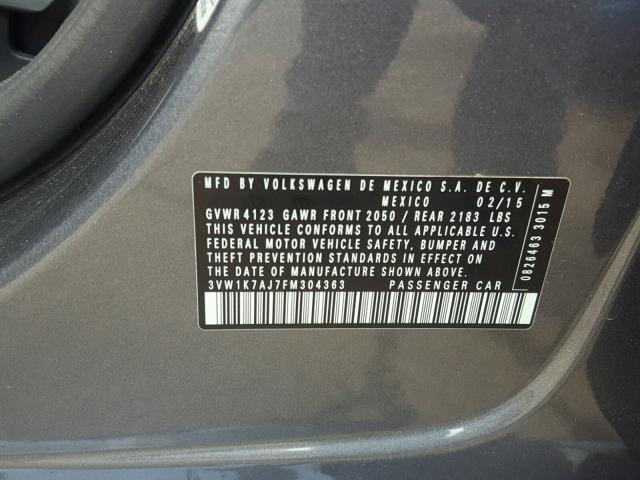 MFD BY VOLKSWAGEN DE MEXICO S.A. DE C.V.
MEXICO 02/15
GVWR 4123 GAWR FRONT 2050 / REAR 2183 LBS
THIS VEHICLE CONFORMS TO ALL APPLICABLE U.S.
FEDERAL MOTOR VEHICLE SAFETY, BUMPER AND
THEFT PREVENTION STANDARDS IN EFFECT ON
THE DATE OF MANUFACTURE SHOWN ABOVE.
3VW1K7AJ7FM304363 PASSENGER CAR
0826463 3015 M